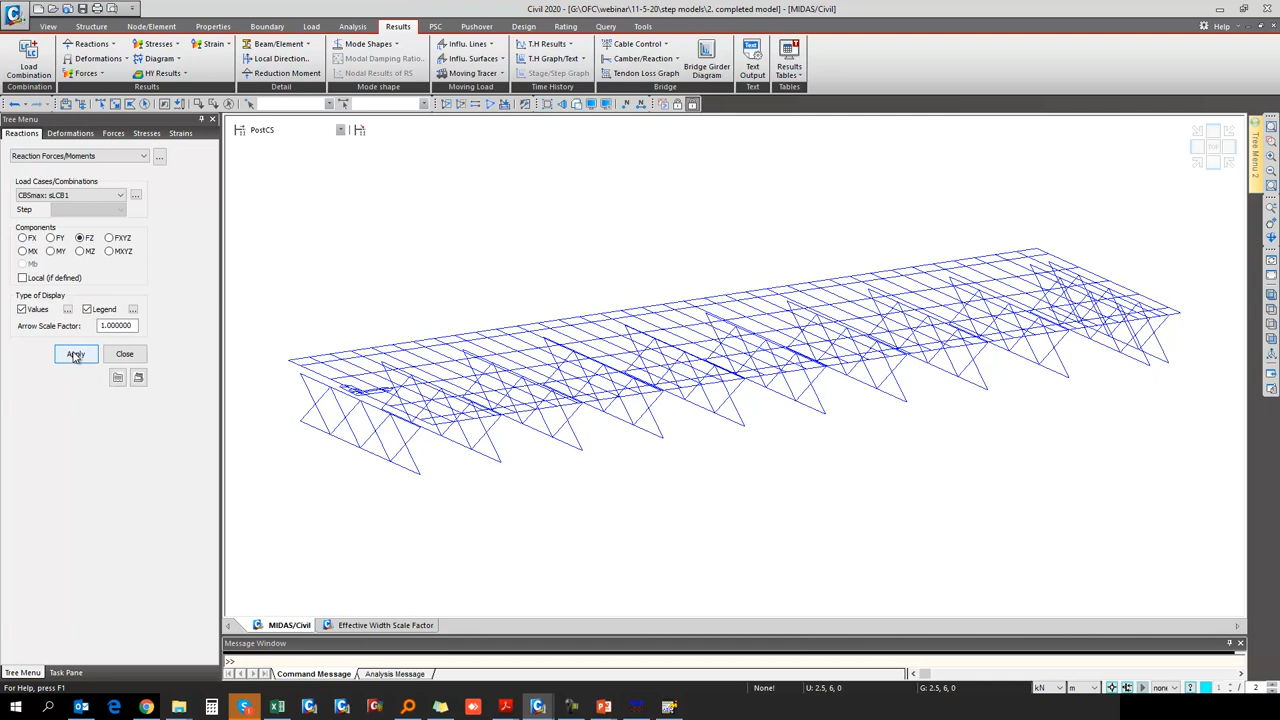 Civil 2020 - [G:\OFC\webinar\11-5-20\step models\2. completed model] - [MIDAS/Civil]
View Structure Node/Element Properties Boundary Load Analysis Results PSC Pushover Design Rating Query Tools Help
Load Combination
Combination
Reactions
Deformations
Forces
Stresses
Diagram
HY Results
Strain
Results
Beam/Element
Local Direction..
Reduction Moment
Detail
Mode Shapes
Modal Damping Ratio..
Nodal Results of RS
Mode shape
Influ. Lines
Influ. Surfaces
Moving Tracer
Moving Load
T.H Results
T.H Graph/Text
Stage/Step Graph
Time History
Cable Control
Camber/Reaction
Tendon Loss Graph
Bridge Girder Diagram
Bridge
Text Output
Text
Results Tables
Tables
Tree Menu
Reactions Deformations Forces Stresses Strains
Reaction Forces/Moments
...
Load Cases/Combinations
CBSmax: sLCB1
...
Step
Components
FX FY FZ FXYZ
MX MY MZ MXYZ
Mb
Local (if defined)
Type of Display
Values ... Legend ...
Arrow Scale Factor: 1.000000
Apply Close
PostCS
TOP
Tree Menu 2
MIDAS/Civil Effective Width Scale Factor
Message Window
>>
Command Message Analysis Message
Tree Menu Task Pane
For Help, press F1
None!
U: 2.5, 6, 0
G: 2.5, 6, 0
kN
m
none
1 / 2